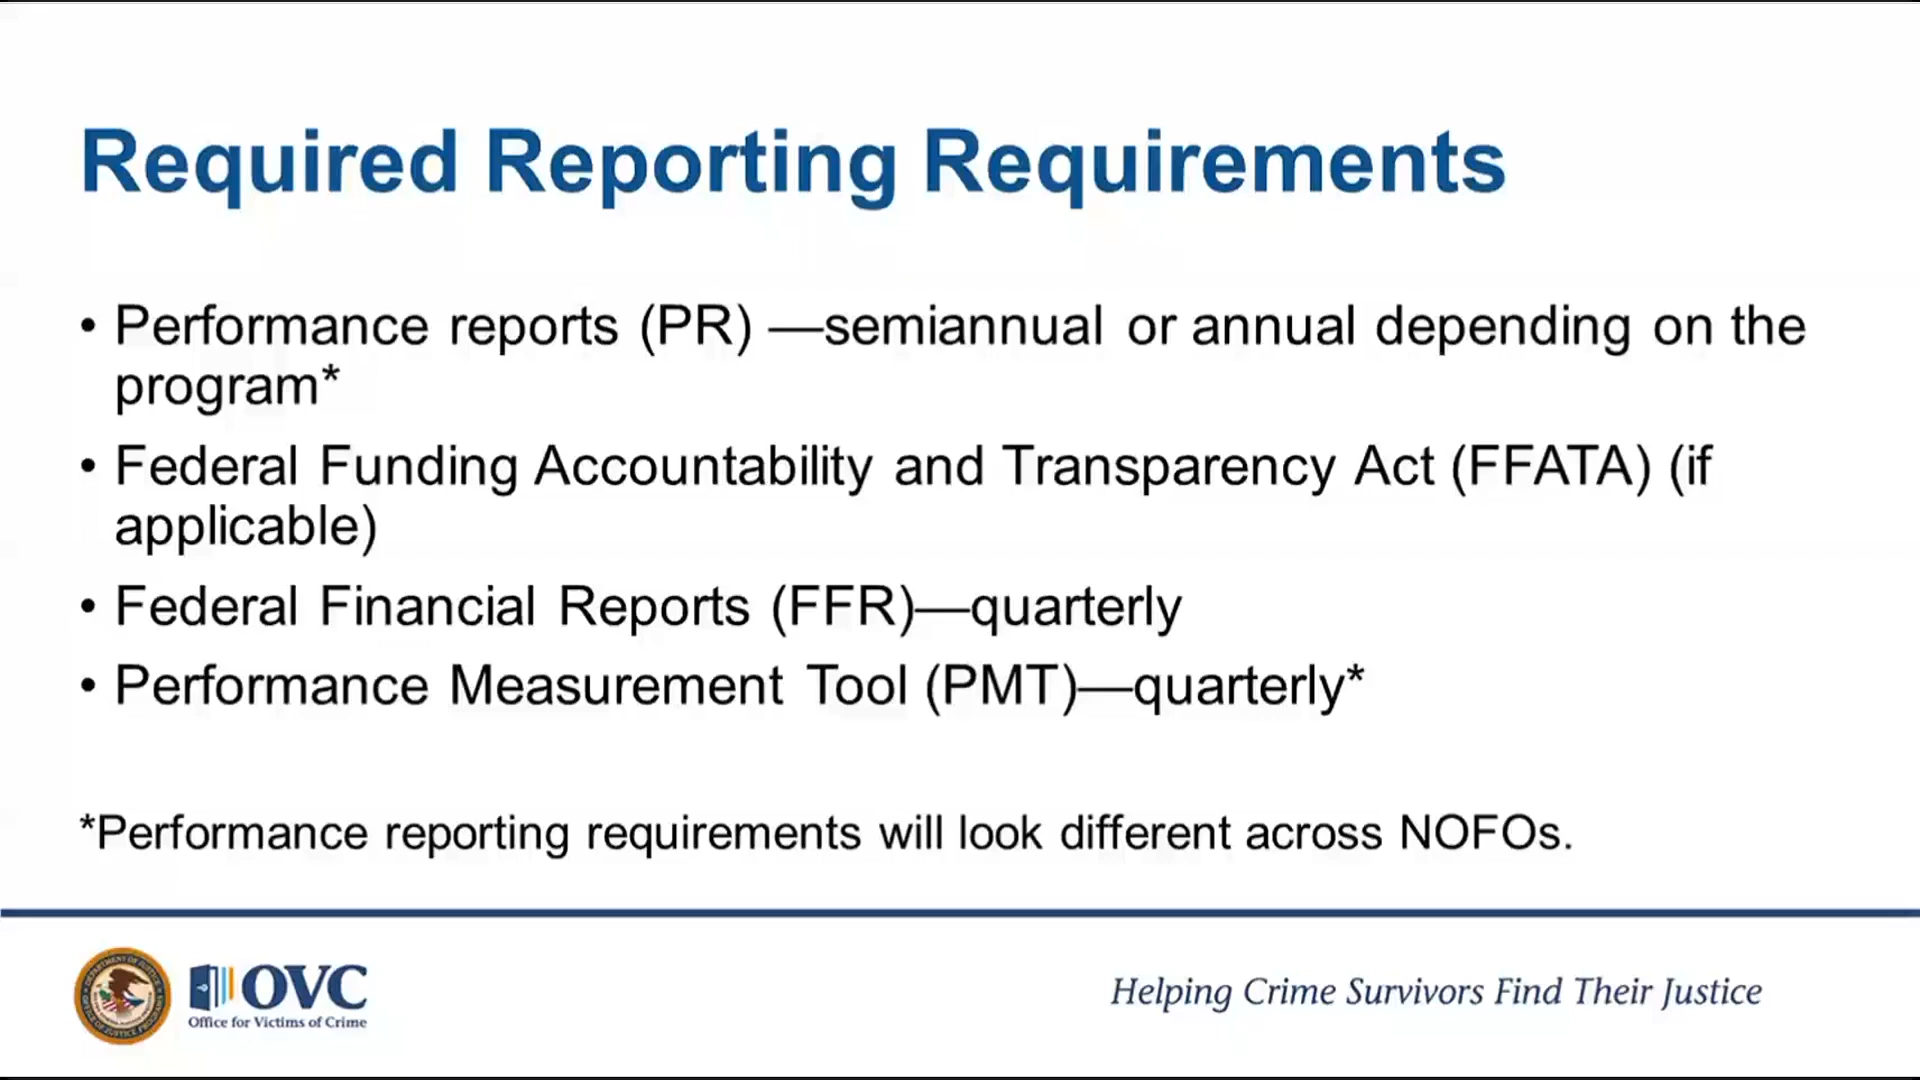 Required Reporting Requirements
• Performance reports (PR) —semiannual or annual depending on the
program*
• Federal Funding Accountability and Transparency Act (FFATA) (if
applicable)
• Federal Financial Reports (FFR)—quarterly
• Performance Measurement Tool (PMT)—quarterly*
*Performance reporting requirements will look different across NOFOs.
OVC
Office for Victims of Crime
Helping Crime Survivors Find Their Justice